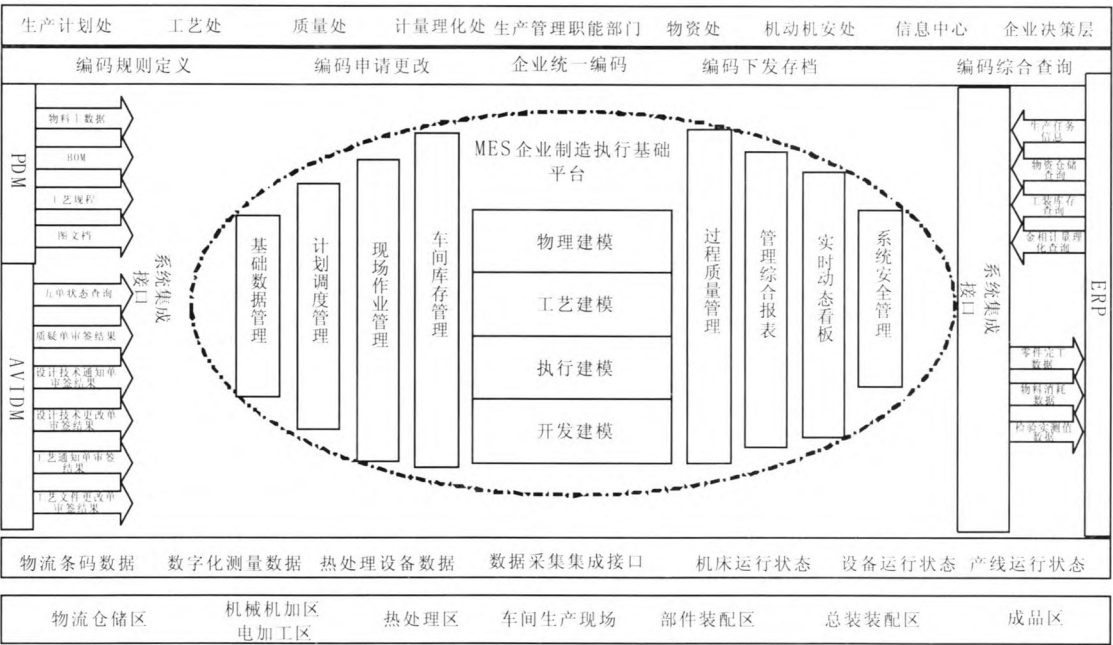 生产计划处 工艺处 质量处 计量理化处 生产管理职能部门 物资处 机动机安处 信息中心 企业决策层
编码规则定义 编码申请更改 企业统一编码 编码下发存档 编码综合查询
PDM
物料主数据
BOM
工艺规程
图文档
AVIDM
九单状态查询
质疑单审签结果
设计技术通知单
审签结果
设计技术更改单
审签结果
工艺通知单审签
结果
工艺文件更改单
审签结果
系统集成
接口
MES企业制造执行基础
平台
基础数据管理
计划调度管理
现场作业管理
车间库存管理
物理建模
工艺建模
执行建模
开发建模
过程质量管理
管理综合报表
实时动态看板
系统安全管理
系统集成
接口
生产任务
信息
物资仓储
查询
工装库存
查询
金相计量理
化查询
零件完工
数据
物料消耗
数据
检验实测值
数据
ERP
物流条码数据 数字化测量数据 热处理设备数据 数据采集集成接口 机床运行状态 设备运行状态 产线运行状态
物流仓储区 机械机加区 热处理区 车间生产现场 部件装配区 总装装配区 成品区
电加工区